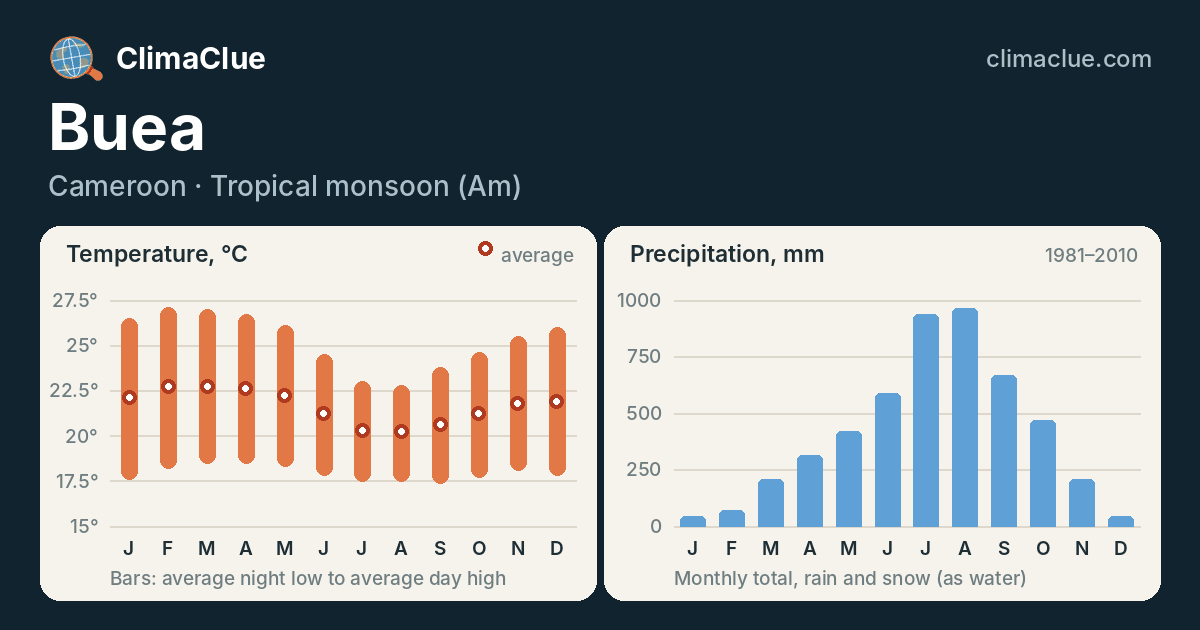 ClimaClue
climaclue.com
Buea
Cameroon · Tropical monsoon (Am)
Temperature, °C
average
27.5°
25°
22.5°
20°
17.5°
15°
J F M A M J J A S O N D
Bars: average night low to average day high
Precipitation, mm
1981–2010
1000
750
500
250
0
J F M A M J J A S O N D
Monthly total, rain and snow (as water)